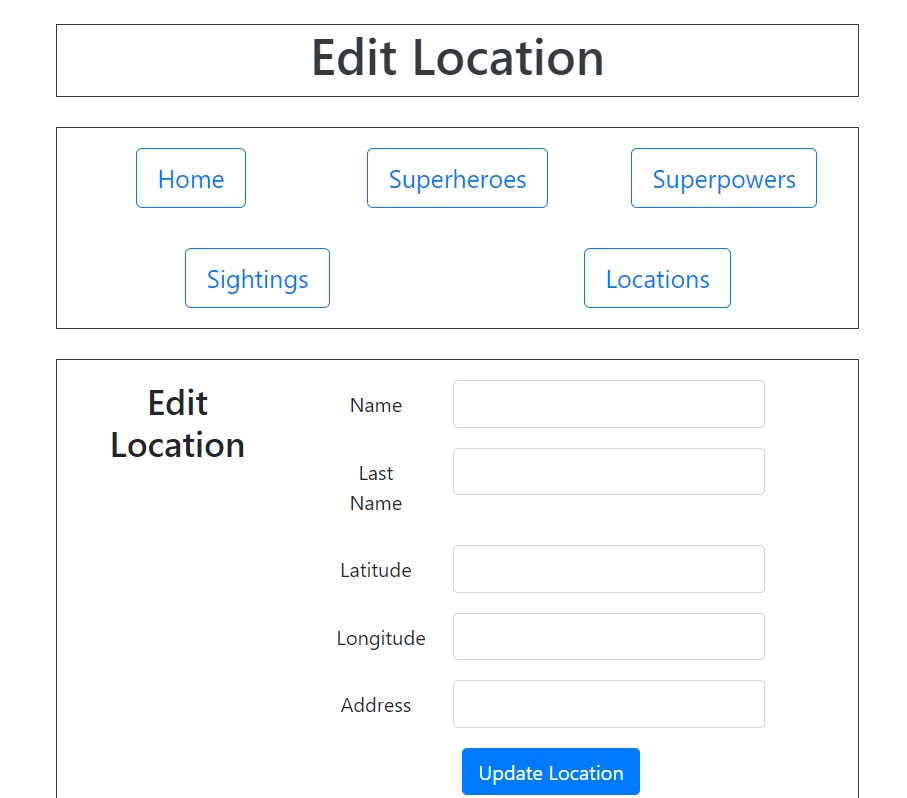 Edit Location
Home Superheroes Superpowers
Sightings Locations
Edit
Location
Name
Last
Name
Latitude
Longitude
Address
Update Location